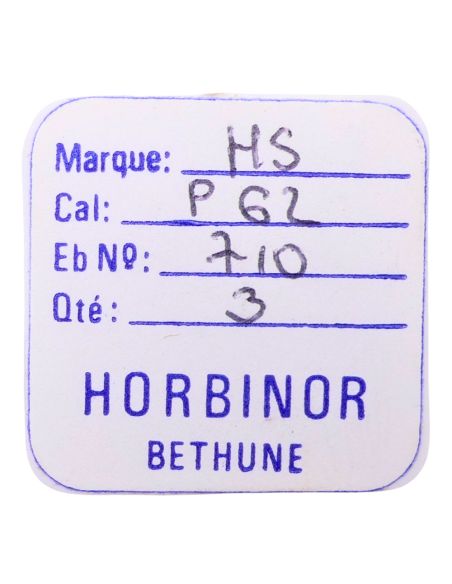 Marque: HS
Cal: P 62
Eb Nº: 710
Qté: 3
HORBINOR
BETHUNE